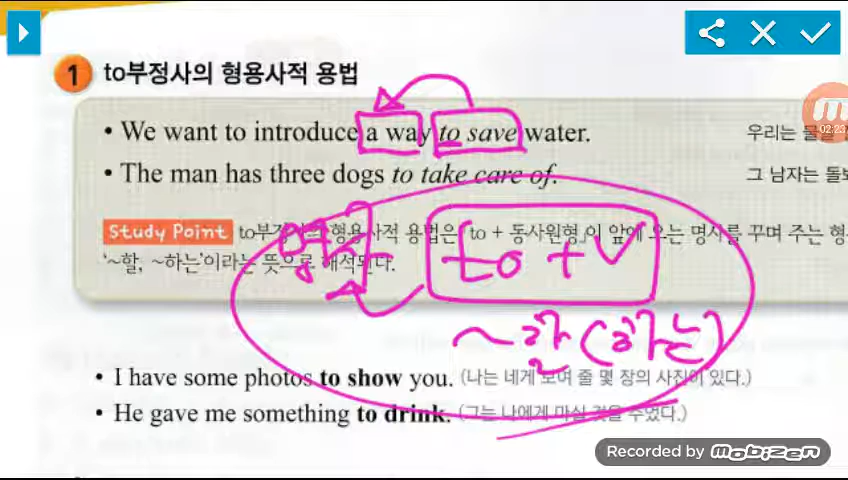 1 to부정사의 형용사적 용법
• We want to introduce a way to save water. 우리는 물을
• The man has three dogs to take care of. 그 남자는 돌보
Study Point to부정사의 형용사적 용법은 「to + 동사원형」이 앞에 오는 명사를 꾸며 주는 형
'~할, ~하는'이라는 뜻으로 해석된다.
명사 to + V
~할 (하는)
• I have some photos to show you. (나는 네게 보여 줄 몇 장의 사진이 있다.)
• He gave me something to drink. (그는 나에게 마실 것을 주었다.)
02:23
Recorded by mobizen